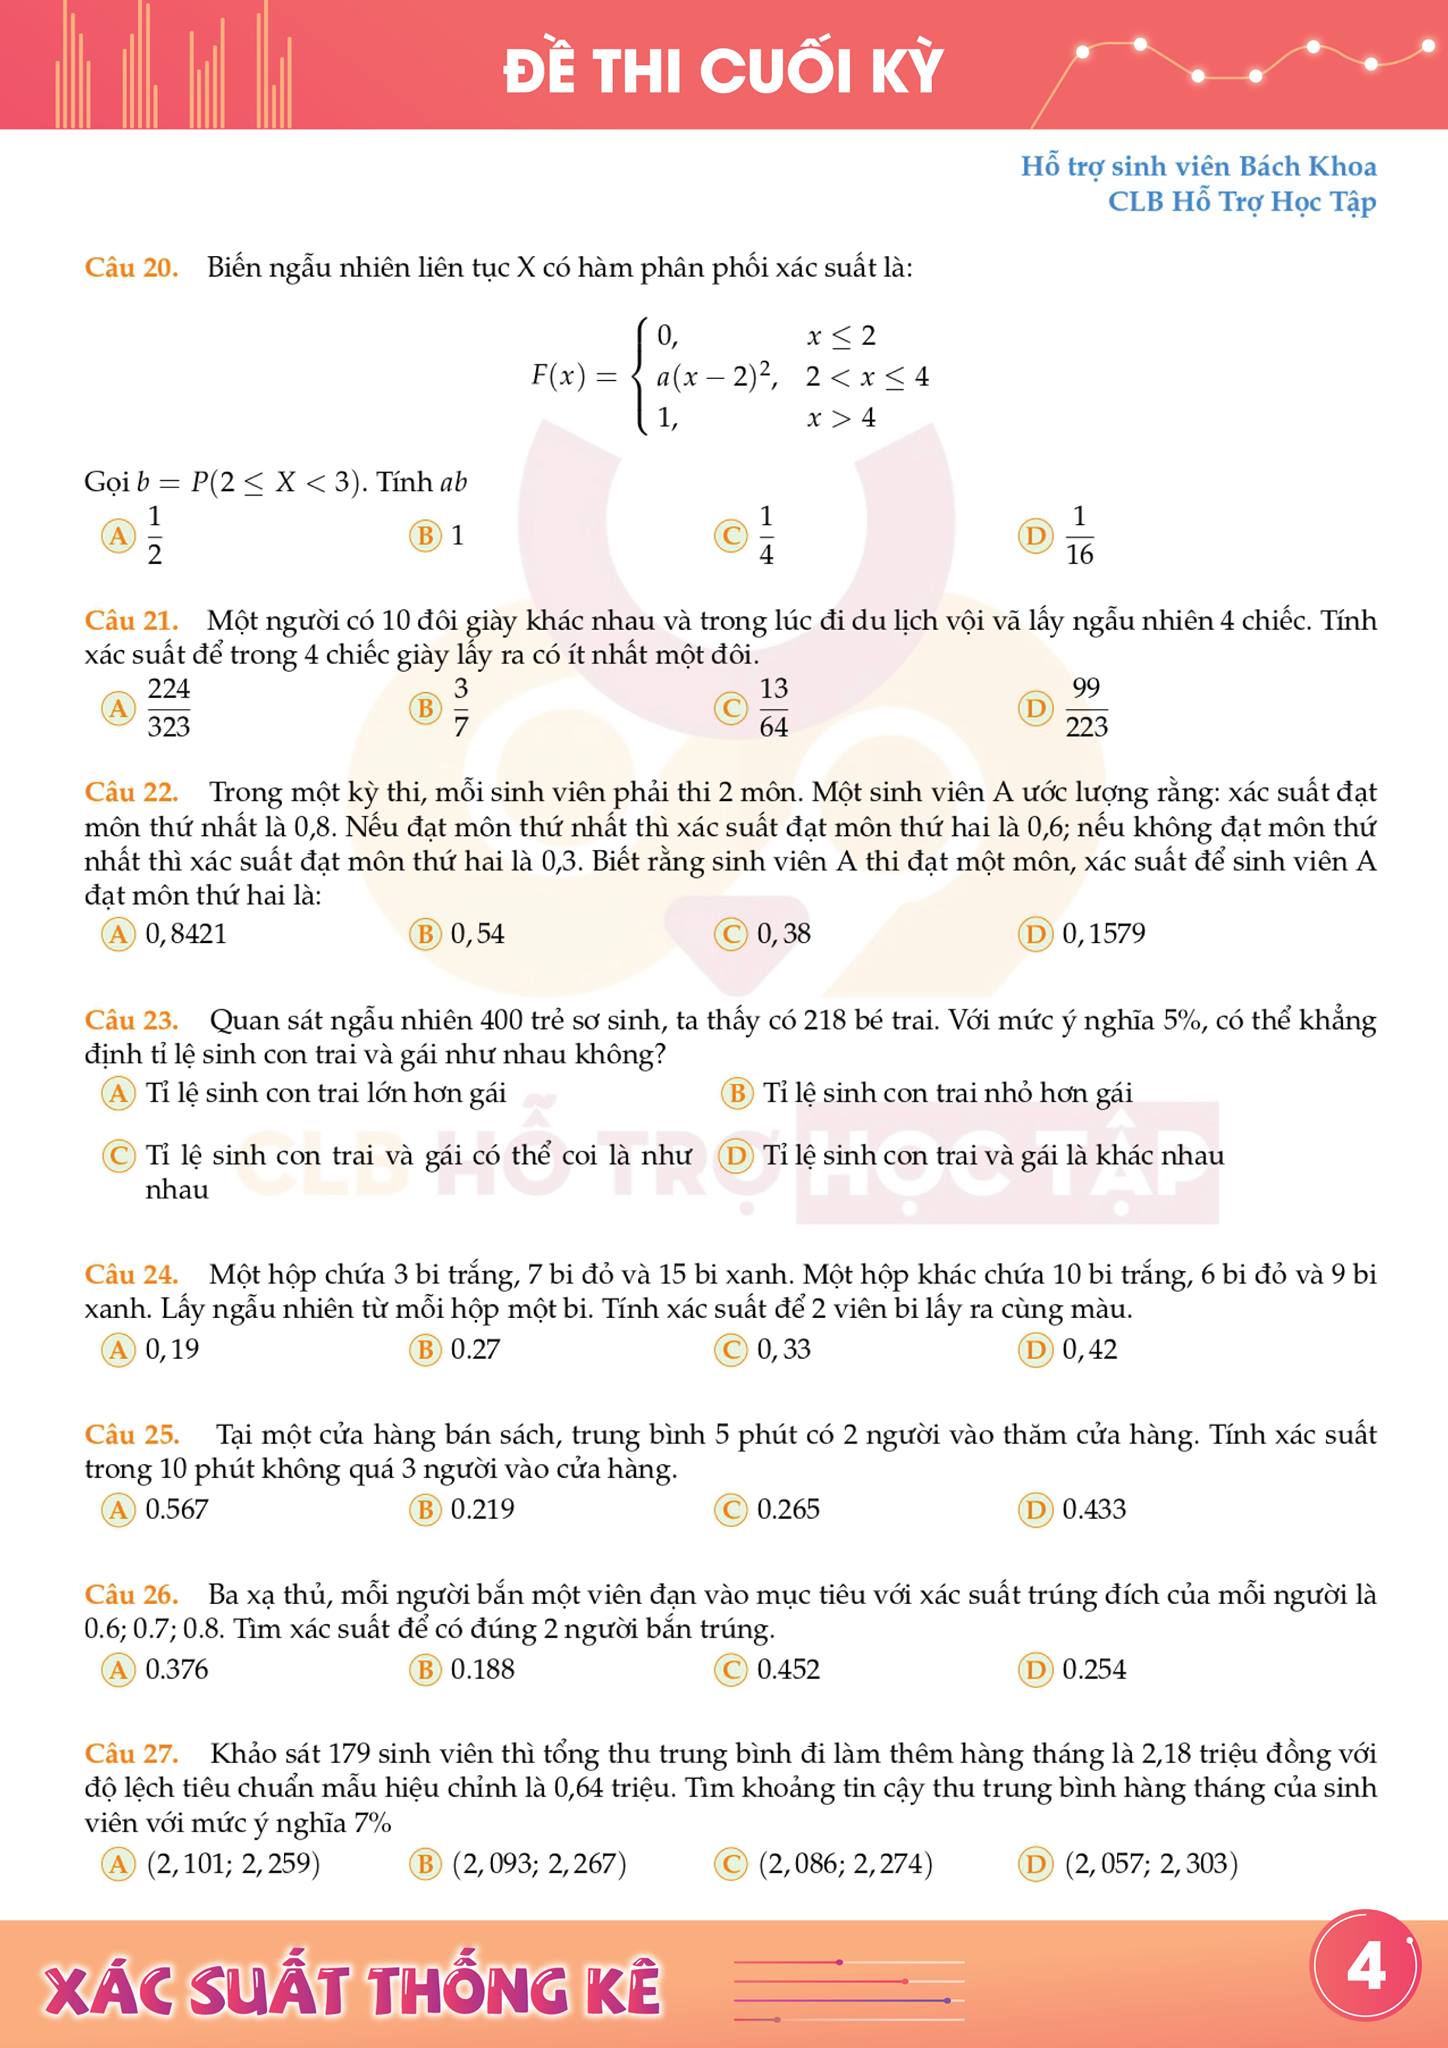 ĐỀ THI CUỐI KỲ
Hỗ trợ sinh viên Bách Khoa
CLB Hỗ Trợ Học Tập
Câu 20. Biến ngẫu nhiên liên tục X có hàm phân phối xác suất là:
F(x) = { 0, x ≤ 2
a(x − 2)², 2 < x ≤ 4
1, x > 4
Gọi b = P(2 ≤ X < 3). Tính ab
A 1/2 B 1 C 1/4 D 1/16
Câu 21. Một người có 10 đôi giày khác nhau và trong lúc đi du lịch vội vã lấy ngẫu nhiên 4 chiếc. Tính
xác suất để trong 4 chiếc giày lấy ra có ít nhất một đôi.
A 224/323 B 3/7 C 13/64 D 99/223
Câu 22. Trong một kỳ thi, mỗi sinh viên phải thi 2 môn. Một sinh viên A ước lượng rằng: xác suất đạt
môn thứ nhất là 0,8. Nếu đạt môn thứ nhất thì xác suất đạt môn thứ hai là 0,6; nếu không đạt môn thứ
nhất thì xác suất đạt môn thứ hai là 0,3. Biết rằng sinh viên A thi đạt một môn, xác suất để sinh viên A
đạt môn thứ hai là:
A 0,8421 B 0,54 C 0,38 D 0,1579
Câu 23. Quan sát ngẫu nhiên 400 trẻ sơ sinh, ta thấy có 218 bé trai. Với mức ý nghĩa 5%, có thể khẳng
định tỉ lệ sinh con trai và gái như nhau không?
A Tỉ lệ sinh con trai lớn hơn gái B Tỉ lệ sinh con trai nhỏ hơn gái
C Tỉ lệ sinh con trai và gái có thể coi là như D Tỉ lệ sinh con trai và gái là khác nhau
nhau
CLB HỖ TRỢ HỌC TẬP
Câu 24. Một hộp chứa 3 bi trắng, 7 bi đỏ và 15 bi xanh. Một hộp khác chứa 10 bi trắng, 6 bi đỏ và 9 bi
xanh. Lấy ngẫu nhiên từ mỗi hộp một bi. Tính xác suất để 2 viên bi lấy ra cùng màu.
A 0,19 B 0.27 C 0,33 D 0,42
Câu 25. Tại một cửa hàng bán sách, trung bình 5 phút có 2 người vào thăm cửa hàng. Tính xác suất
trong 10 phút không quá 3 người vào cửa hàng.
A 0.567 B 0.219 C 0.265 D 0.433
Câu 26. Ba xạ thủ, mỗi người bắn một viên đạn vào mục tiêu với xác suất trúng đích của mỗi người là
0.6; 0.7; 0.8. Tìm xác suất để có đúng 2 người bắn trúng.
A 0.376 B 0.188 C 0.452 D 0.254
Câu 27. Khảo sát 179 sinh viên thì tổng thu trung bình đi làm thêm hàng tháng là 2,18 triệu đồng với
độ lệch tiêu chuẩn mẫu hiệu chỉnh là 0,64 triệu. Tìm khoảng tin cậy thu trung bình hàng tháng của sinh
viên với mức ý nghĩa 7%
A (2,101; 2,259) B (2,093; 2,267) C (2,086; 2,274) D (2,057; 2,303)
XÁC SUẤT THỐNG KÊ
4